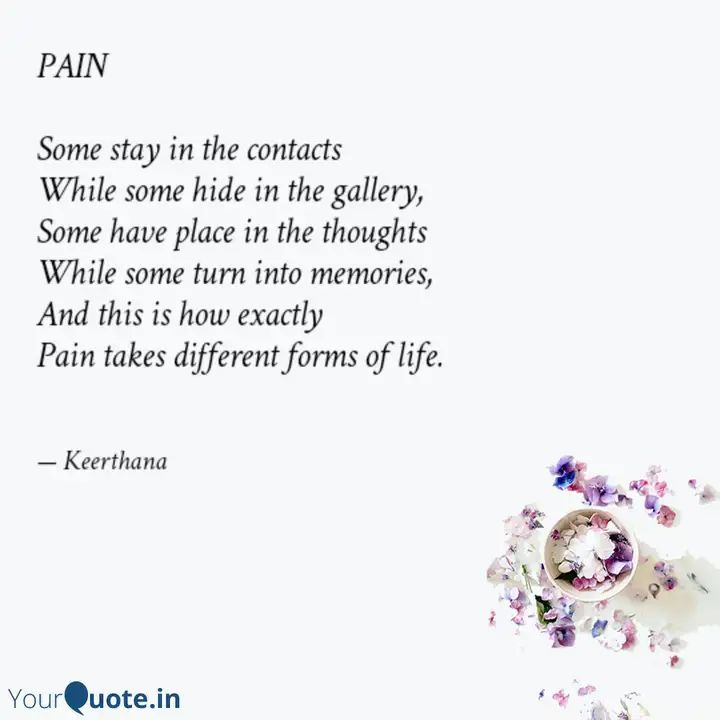 PAIN
Some stay in the contacts
While some hide in the gallery,
Some have place in the thoughts
While some turn into memories,
And this is how exactly
Pain takes different forms of life.
— Keerthana
YourQuote.in